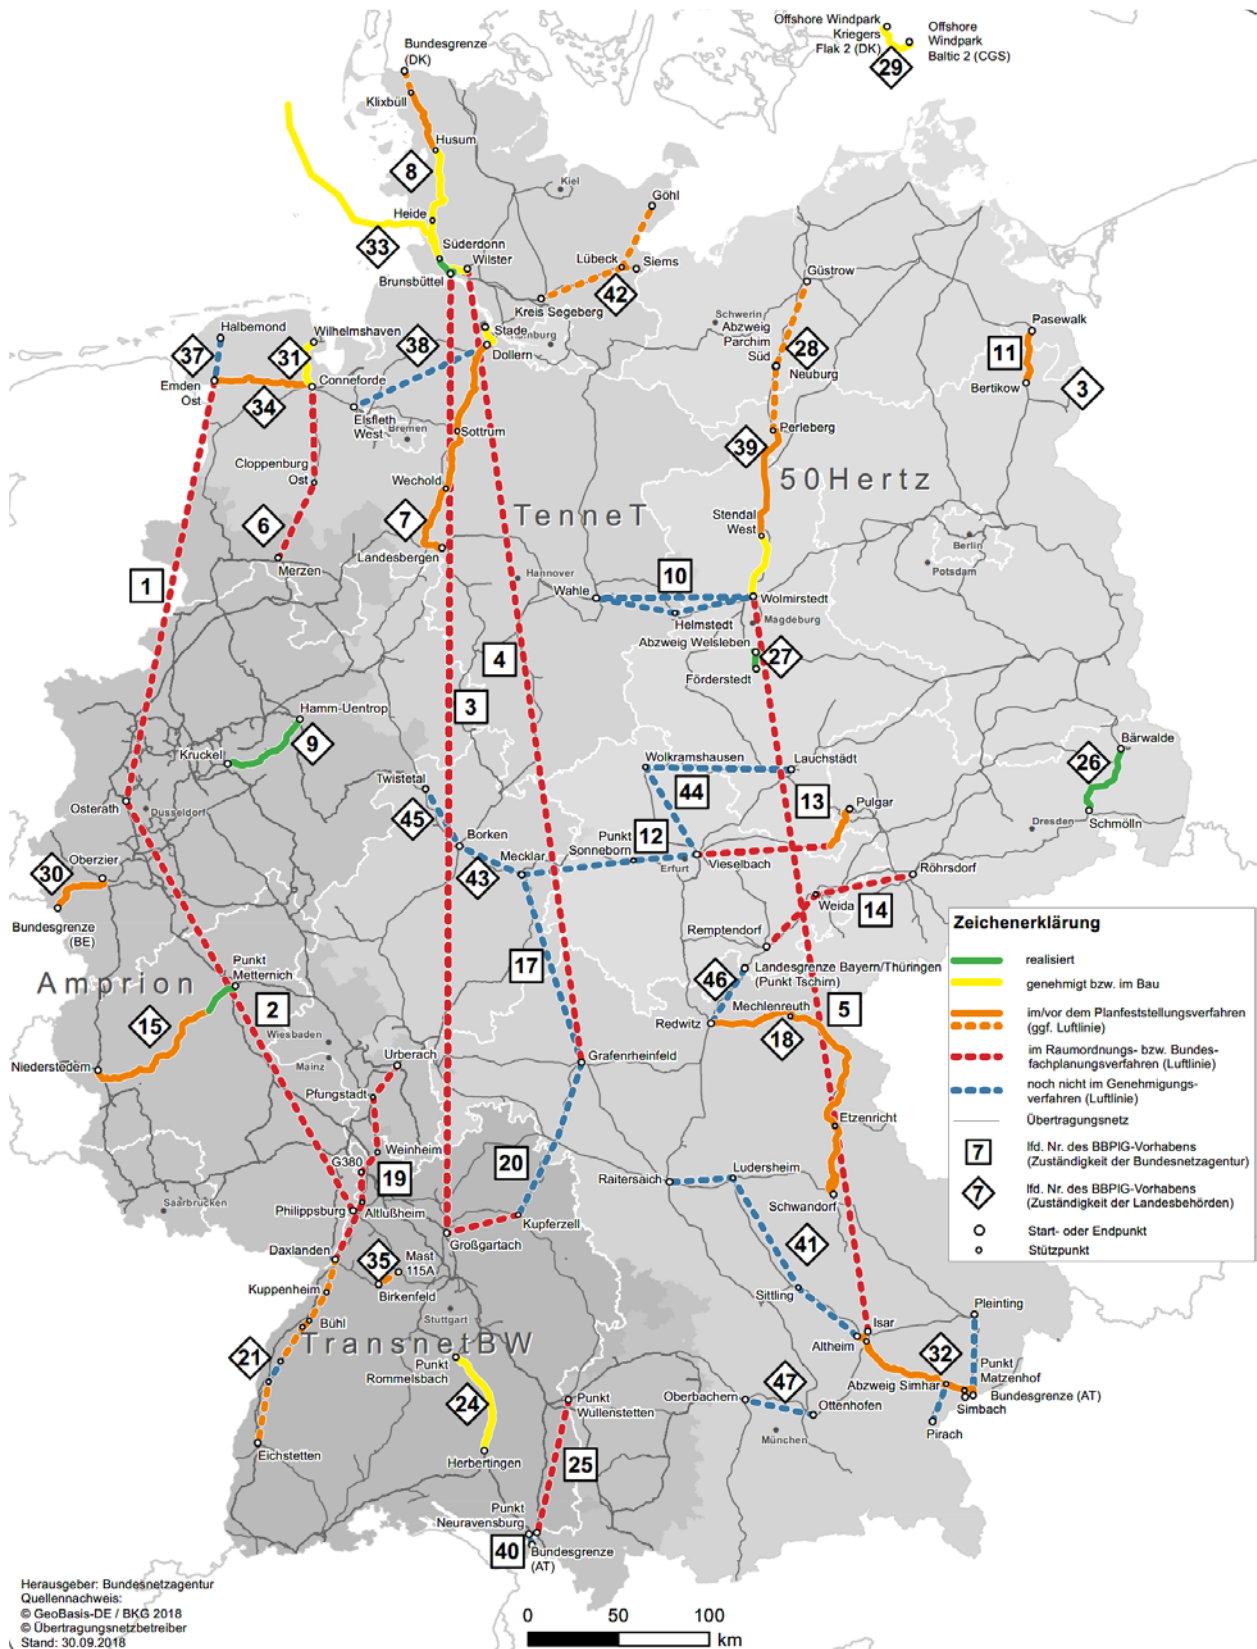 Offshore Windpark
Kriegers
Flak 2 (DK)
Offshore
Windpark
Baltic 2 (CGS)
29
Bundesgrenze
(DK)
Klixbüll
Husum
8
Kiel
Göhl
Heide
33
Süderdonn
Wilster
Lübeck
Siems
Brunsbüttel
42
Kreis Segeberg
Güstrow
Schwerin
Abzweig
Parchim
Süd
28
Neuburg
Pasewalk
11
Bertikow
3
Halbemond
Wilhelmshaven
37
31
38
Stade
Dollern
Emden
Ost
Conneforde
34
Elsfleth
West
Bremen
Sottrum
Perleberg
39
50Hertz
Cloppenburg
Ost
Wechold
TenneT
6
7
Stendal
West
Merzen
Landesbergen
Berlin
Potsdam
1
Hannover
10
Wahle
Wolmirstedt
Helmstedt
Magdeburg
Abzweig Welsleben
27
Förderstedt
4
3
Hamm-Uentrop
9
Kruckel
Wolkramshausen
Lauchstädt
Bärwalde
26
Twistetal
44
13
Pulgar
Osterath
Düsseldorf
45
Borken
Punkt
Sonneborn
12
Dresden
Schmölln
Mecklar
Erfurt
Vieselbach
30
Oberzier
43
Röhrsdorf
Bundesgrenze
(BE)
Weida
14
Remptendorf
Amprion
Punkt
Metternich
17
46
Landesgrenze Bayern/Thüringen
(Punkt Tschirn)
15
2
Mechlenreuth
5
Wiesbaden
Redwitz
18
Mainz
Urberach
Grafenrheinfeld
Niederstedem
Pfungstadt
Etzenricht
Weinheim
20
G380
19
Raitersaich
Ludersheim
Saarbrücken
Schwandorf
Philippsburg
Altlußheim
Kupferzell
Großgartach
41
Daxlanden
35
Mast
115A
Kuppenheim
Birkenfeld
Sittling
Pleinting
Bühl
Stuttgart
Isar
TransnetBW
Altheim
32
21
Punkt
Rommelsbach
Punkt
Matzenhof
47
Abzweig Simhar
Bundesgrenze (AT)
24
Oberbachern
Simbach
Punkt
Wullenstetten
Ottenhofen
Pirach
München
Eichstetten
Herbertingen
25
Punkt
Neuravensburg
40
Bundesgrenze
(AT)
Zeichenerklärung
realisiert
genehmigt bzw. im Bau
im/vor dem Planfeststellungsverfahren
(ggf. Luftlinie)
im Raumordnungs- bzw. Bundes-
fachplanungsverfahren (Luftlinie)
noch nicht im Genehmigungs-
verfahren (Luftlinie)
Übertragungsnetz
7
lfd. Nr. des BBPlG-Vorhabens
(Zuständigkeit der Bundesnetzagentur)
7
lfd. Nr. des BBPlG-Vorhabens
(Zuständigkeit der Landesbehörden)
Start- oder Endpunkt
Stützpunkt
Herausgeber: Bundesnetzagentur
Quellennachweis:
© GeoBasis-DE / BKG 2018
© Übertragungsnetzbetreiber
Stand: 30.09.2018
0 50 100
km